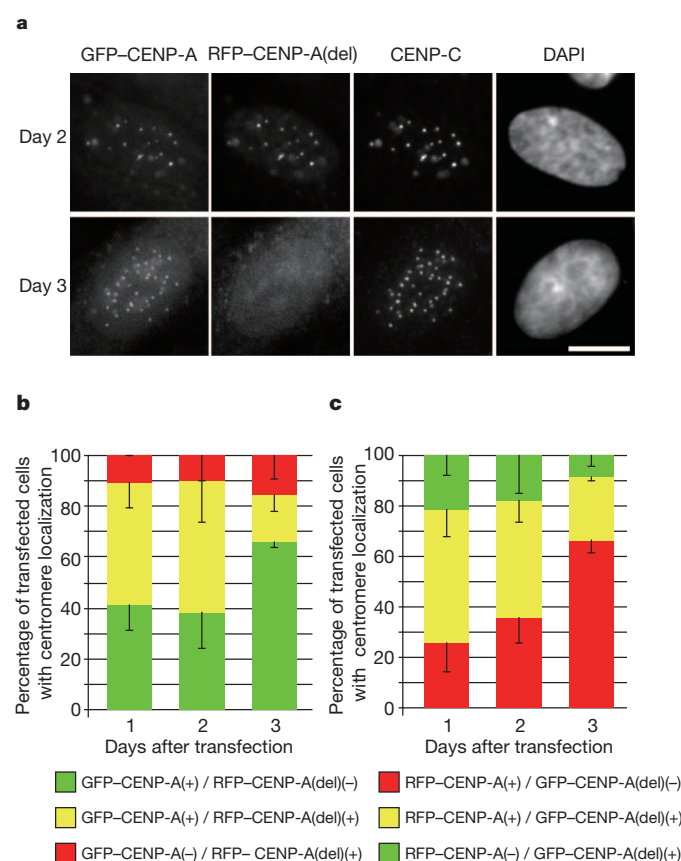 a
GFP–CENP-A RFP–CENP-A(del) CENP-C DAPI
Day 2
Day 3
b
Percentage of transfected cells
with centromere localization
100
80
60
40
20
0
1 2 3
Days after transfection
GFP–CENP-A(+) / RFP–CENP-A(del)(–)
GFP–CENP-A(+) / RFP–CENP-A(del)(+)
GFP–CENP-A(–) / RFP– CENP-A(del)(+)
c
Percentage of transfected cells
with centromere localization
100
80
60
40
20
0
1 2 3
Days after transfection
RFP–CENP-A(+) / GFP–CENP-A(del)(–)
RFP–CENP-A(+) / GFP–CENP-A(del)(+)
RFP–CENP-A(–) / GFP–CENP-A(del)(+)